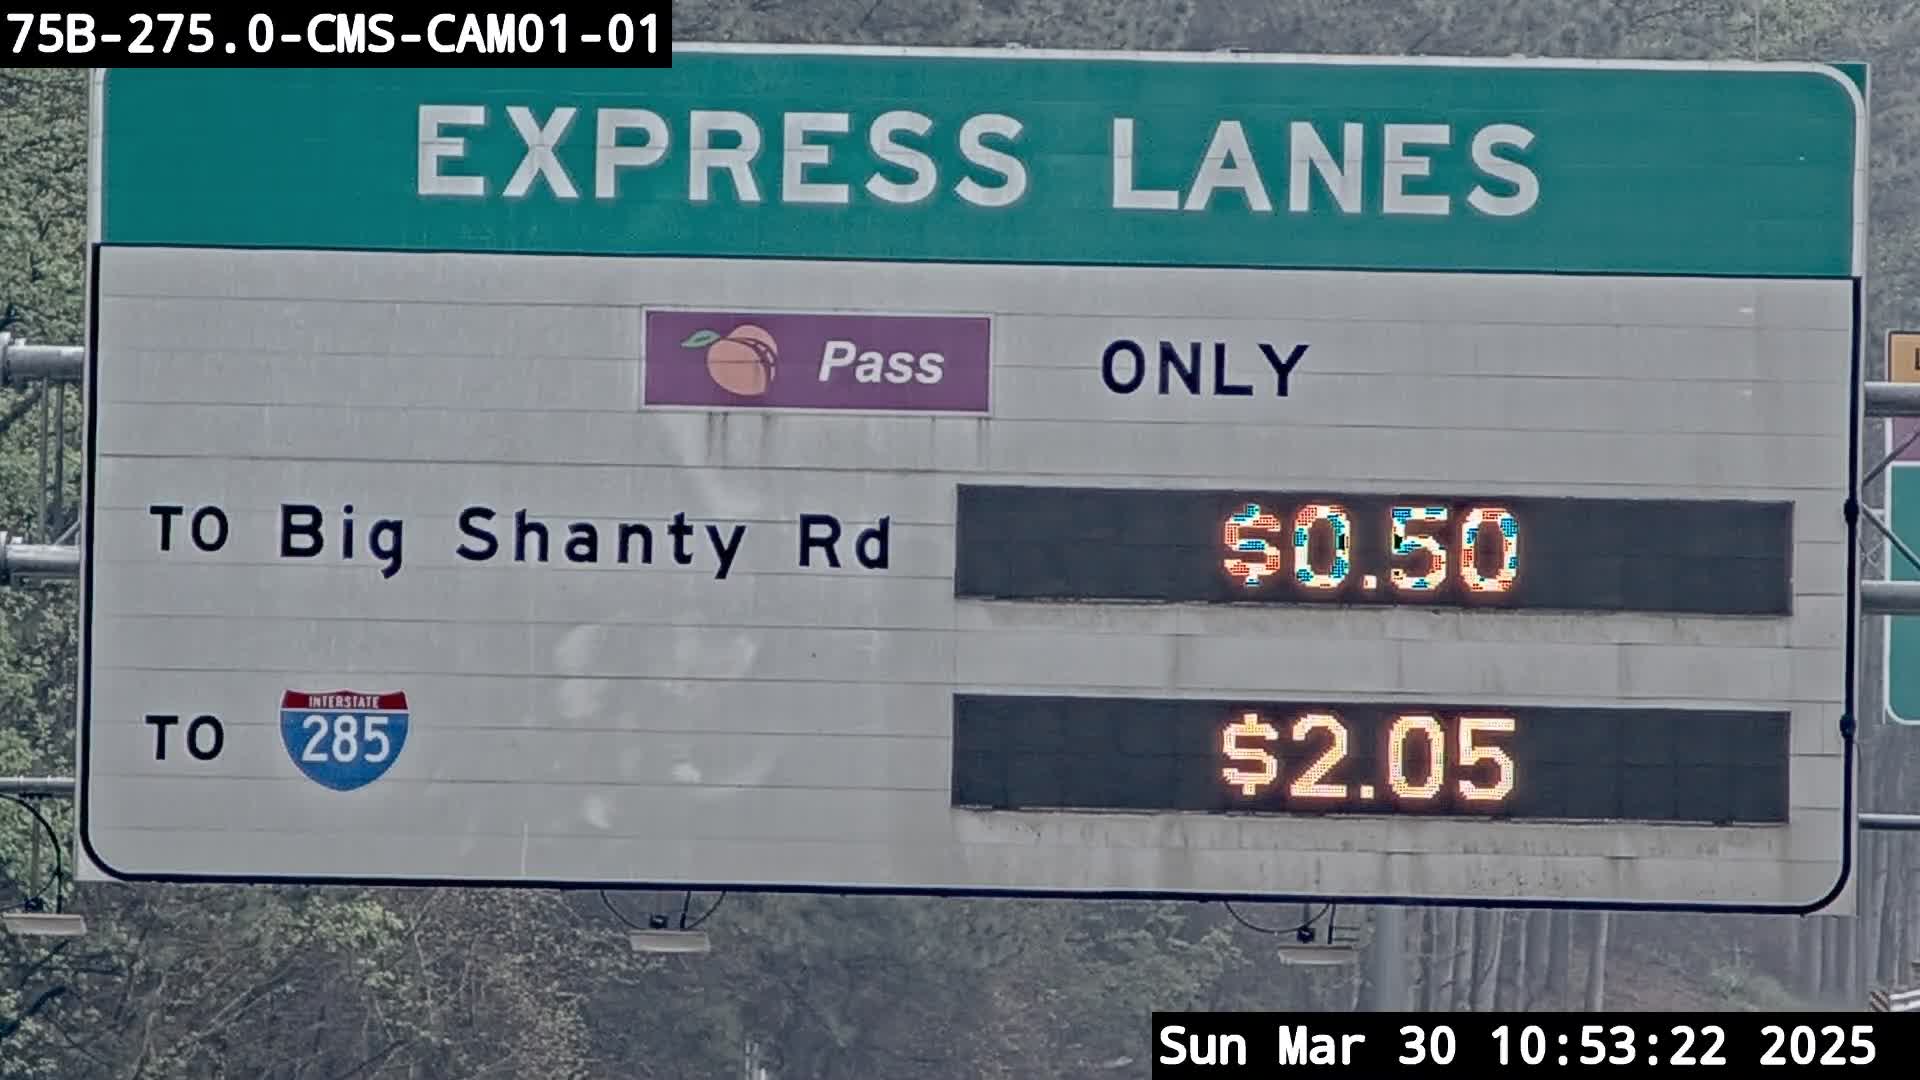 75B-275.0-CMS-CAM01-01
EXPRESS LANES
Pass ONLY
TO Big Shanty Rd $0.50
TO INTERSTATE 285 $2.05
Sun Mar 30 10:53:22 2025